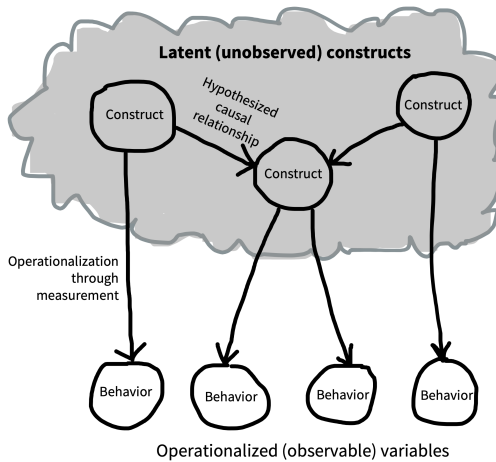 Latent (unobserved) constructs
Construct
Hypothesized
causal
relationship
Construct
Construct
Operationalization
through
measurement
Behavior
Behavior
Behavior
Behavior
Operationalized (observable) variables